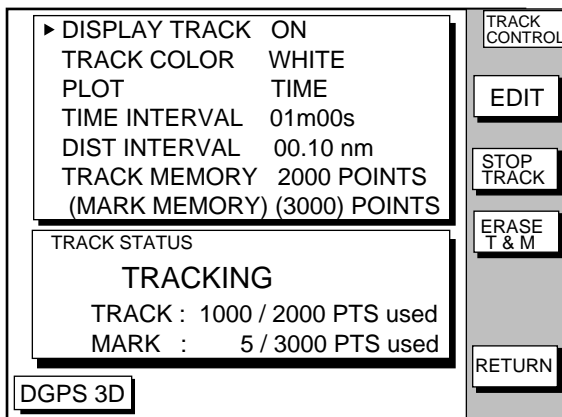 ▶ DISPLAY TRACK ON
TRACK COLOR WHITE
PLOT TIME
TIME INTERVAL 01m00s
DIST INTERVAL 00.10 nm
TRACK MEMORY 2000 POINTS
(MARK MEMORY) (3000) POINTS
TRACK STATUS
TRACKING
TRACK : 1000 / 2000 PTS used
MARK : 5 / 3000 PTS used
DGPS 3D
TRACK
CONTROL
EDIT
STOP
TRACK
ERASE
T & M
RETURN